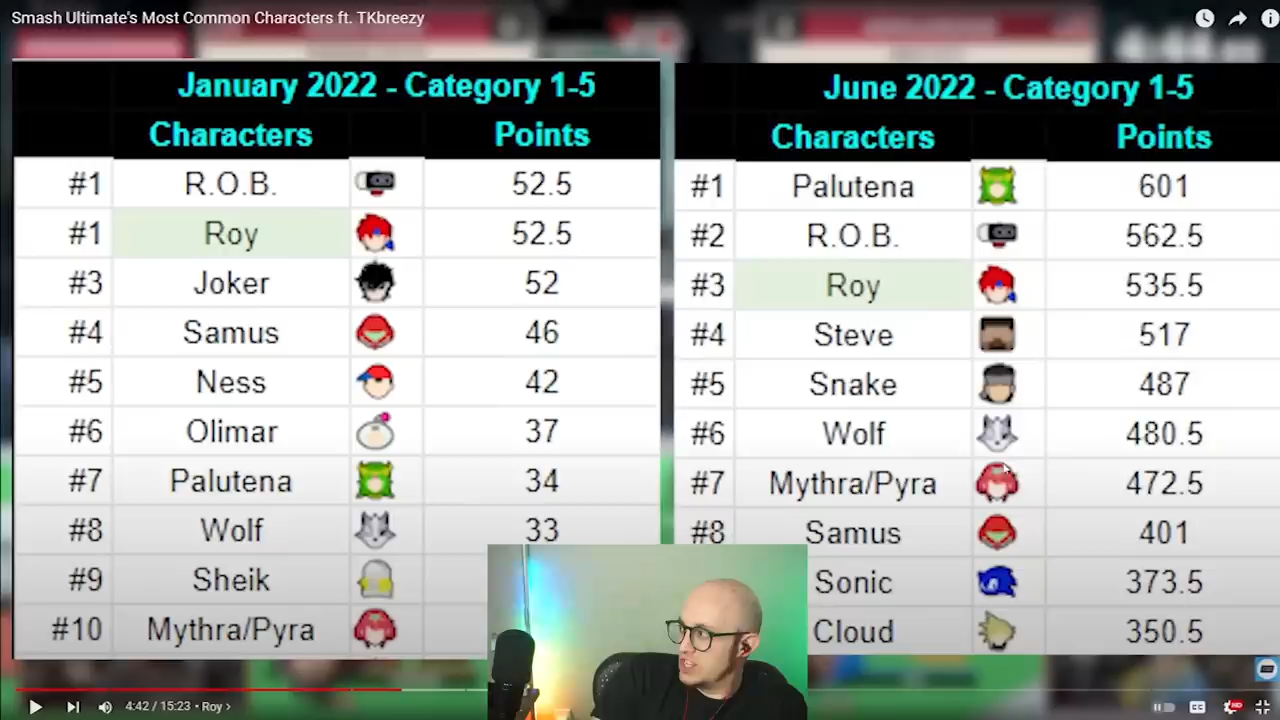 Smash Ultimate's Most Common Characters ft. TKbreezy
January 2022 - Category 1-5
Characters Points
#1 R.O.B. 52.5
#1 Roy 52.5
#3 Joker 52
#4 Samus 46
#5 Ness 42
#6 Olimar 37
#7 Palutena 34
#8 Wolf 33
#9 Sheik
#10 Mythra/Pyra
June 2022 - Category 1-5
Characters Points
#1 Palutena 601
#2 R.O.B. 562.5
#3 Roy 535.5
#4 Steve 517
#5 Snake 487
#6 Wolf 480.5
#7 Mythra/Pyra 472.5
#8 Samus 401
Sonic 373.5
Cloud 350.5
4:42 / 15:23 • Roy ›
CC
HD